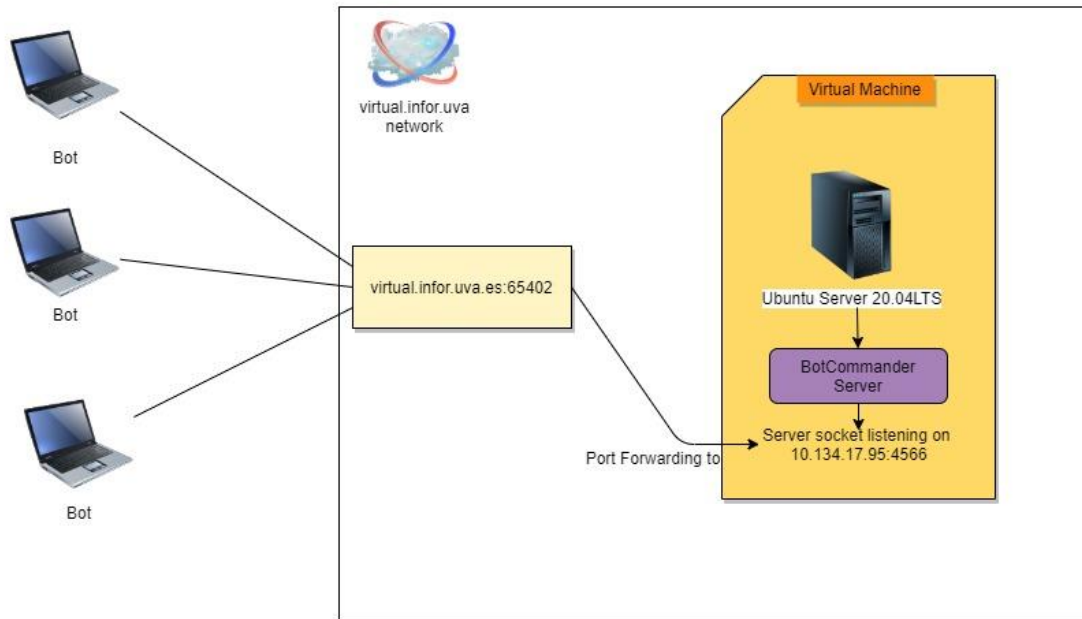 virtual.infor.uva
network
Bot
Bot
Bot
virtual.infor.uva.es:65402
Port Forwarding to
Virtual Machine
Ubuntu Server 20.04LTS
BotCommander
Server
Server socket listening on
10.134.17.95:4566